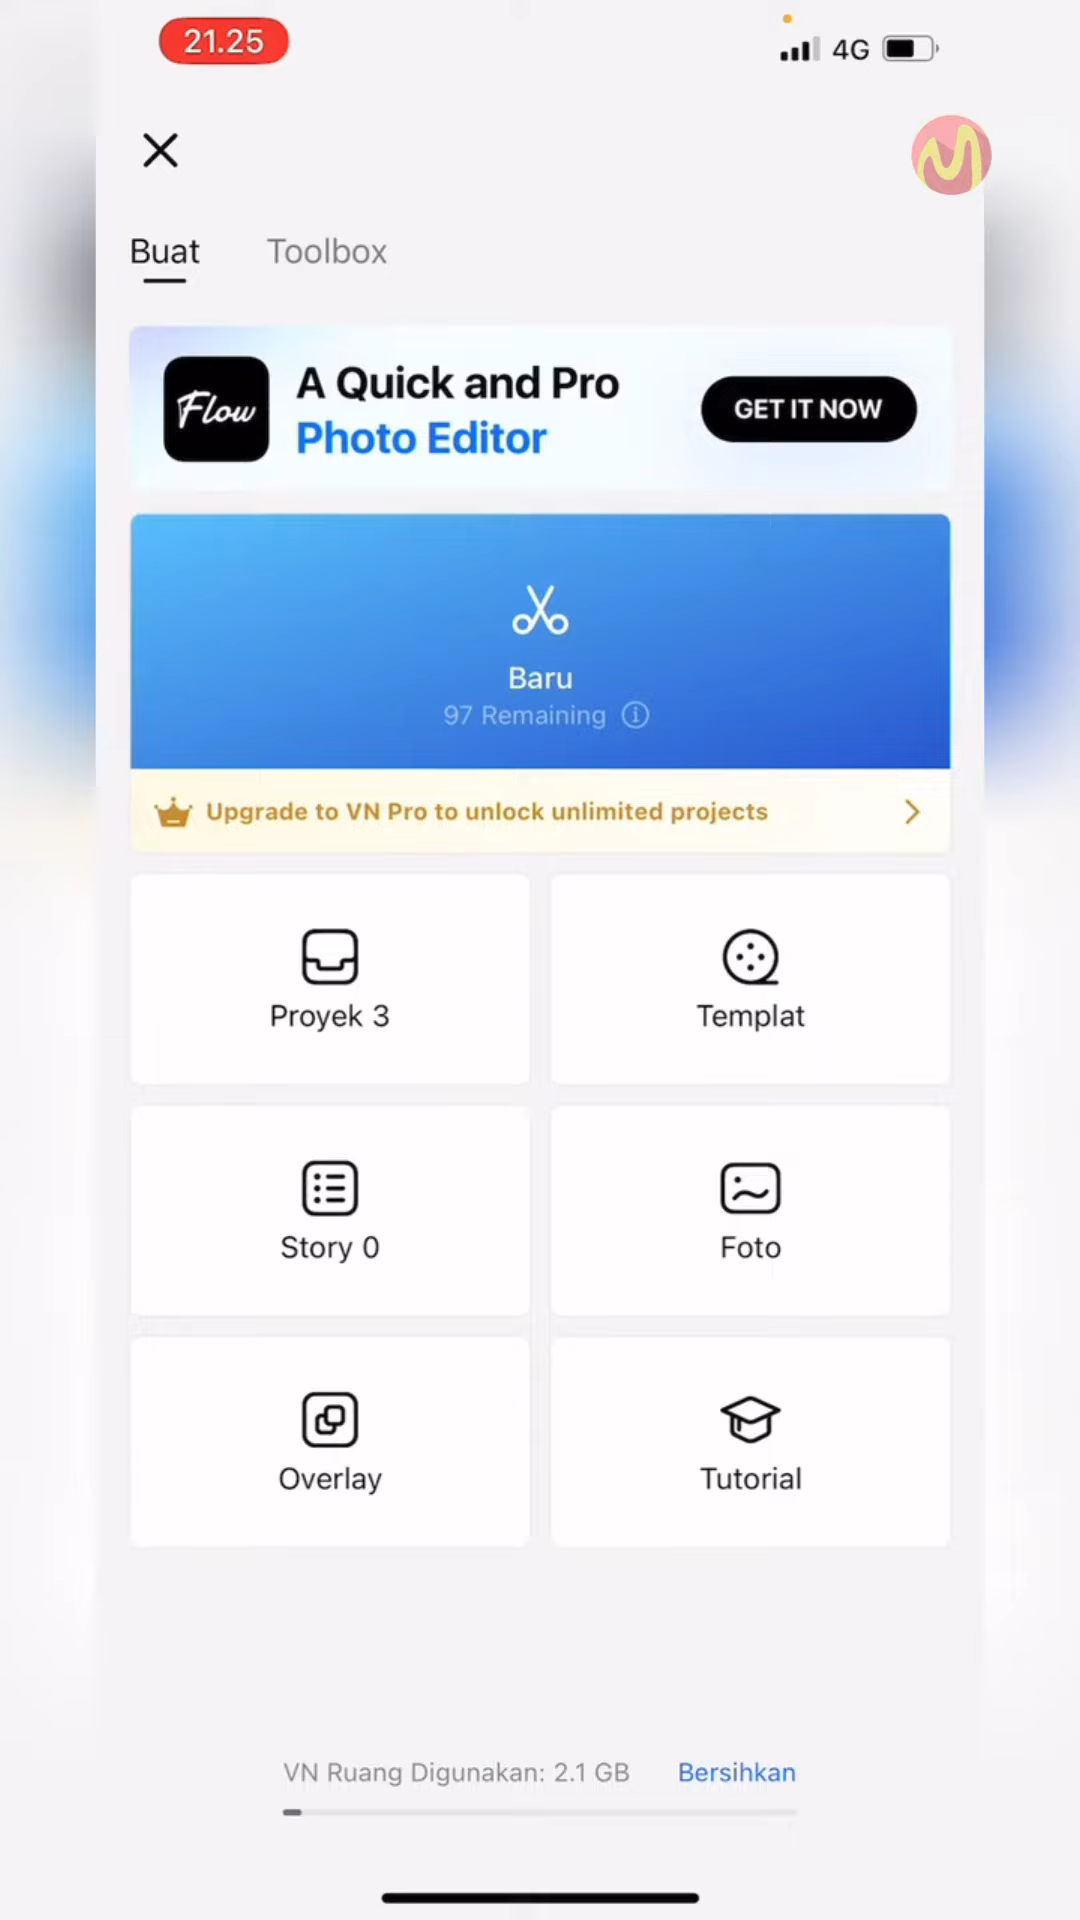 21.25
4G
Buat
Toolbox
Flow
A Quick and Pro
Photo Editor
GET IT NOW
Baru
97 Remaining
Upgrade to VN Pro to unlock unlimited projects
Proyek 3
Templat
Story 0
Foto
Overlay
Tutorial
VN Ruang Digunakan: 2.1 GB
Bersihkan